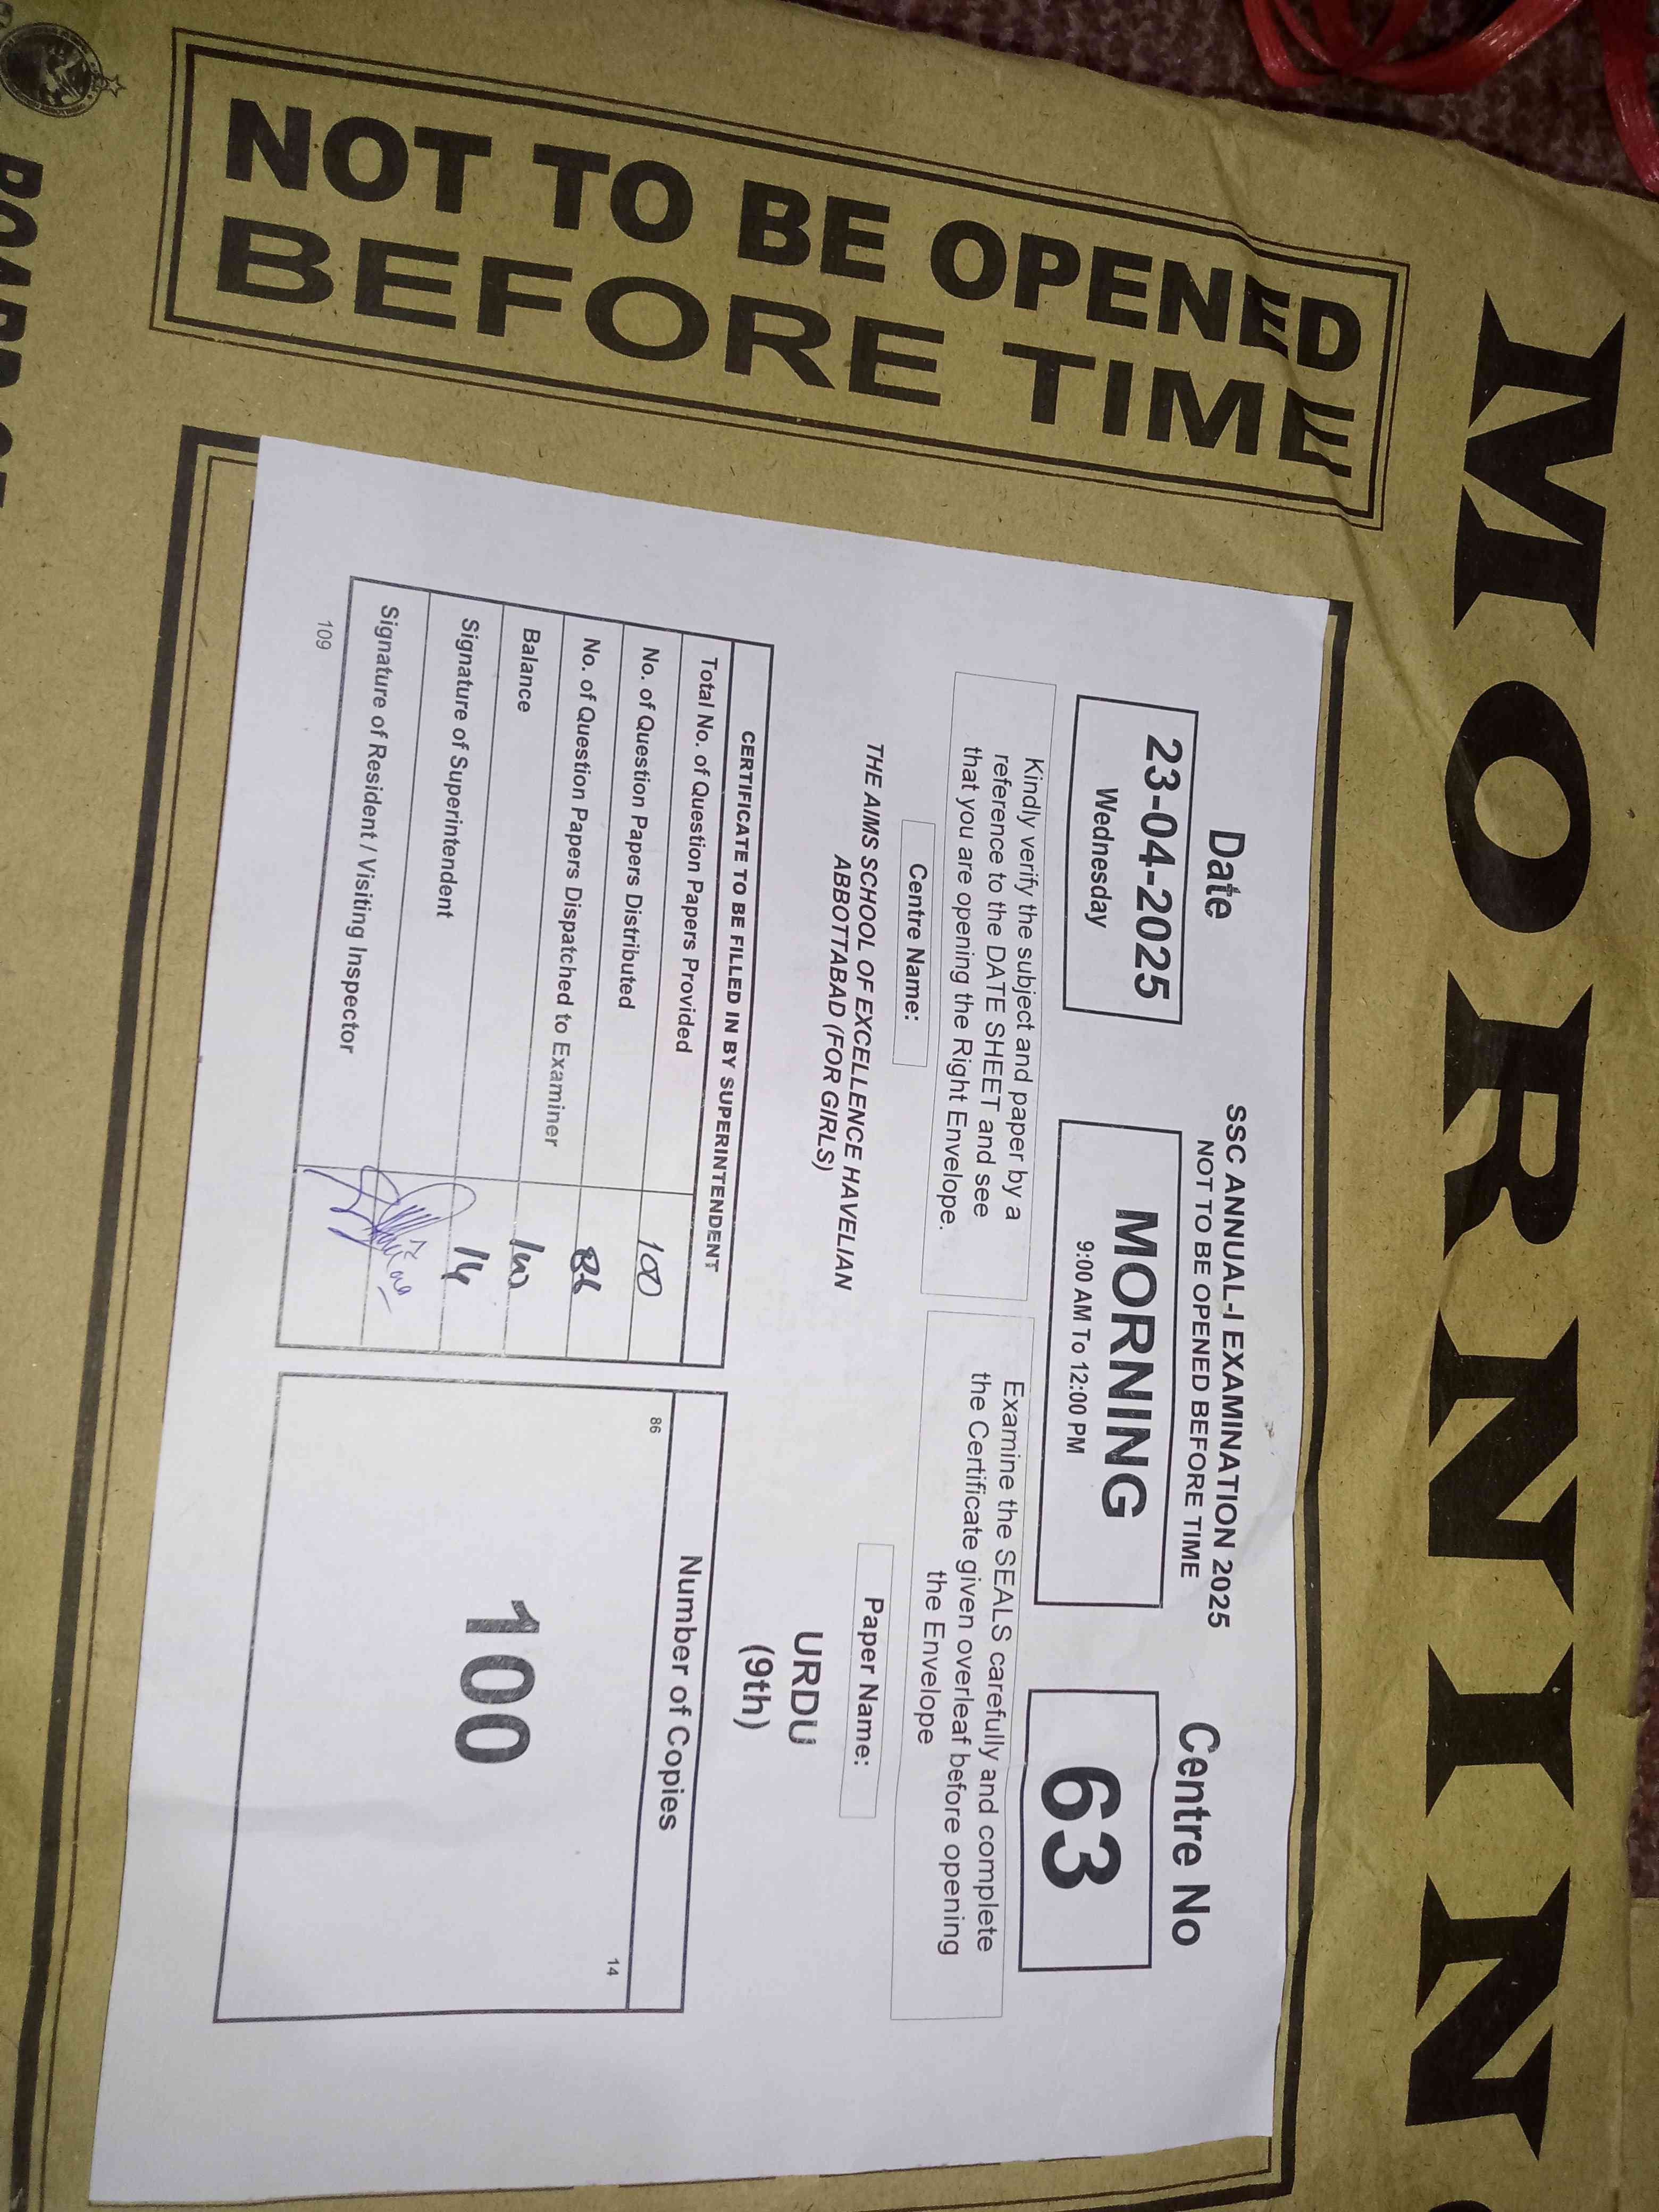 MORNIN
NOT TO BE OPENED
BEFORE TIME
SSC ANNUAL-I EXAMINATION 2025
NOT TO BE OPENED BEFORE TIME
Date
23-04-2025
Wednesday
MORNING
9:00 AM To 12:00 PM
Centre No
63
Kindly verify the subject and paper by a
reference to the DATE SHEET and see
that you are opening the Right Envelope.
Examine the SEALS carefully and complete
the Certificate given overleaf before opening
the Envelope
Centre Name:
THE AIMS SCHOOL OF EXCELLENCE HAVELIAN
ABBOTTABAD (FOR GIRLS)
Paper Name:
URDU
(9th)
CERTIFICATE TO BE FILLED IN BY SUPERINTENDENT
Total No. of Question Papers Provided
No. of Question Papers Distributed 100
No. of Question Papers Dispatched to Examiner 86
Balance 100
Signature of Superintendent 14
Signature of Resident / Visiting Inspector
109
Number of Copies
86
14
100
BOARD OF